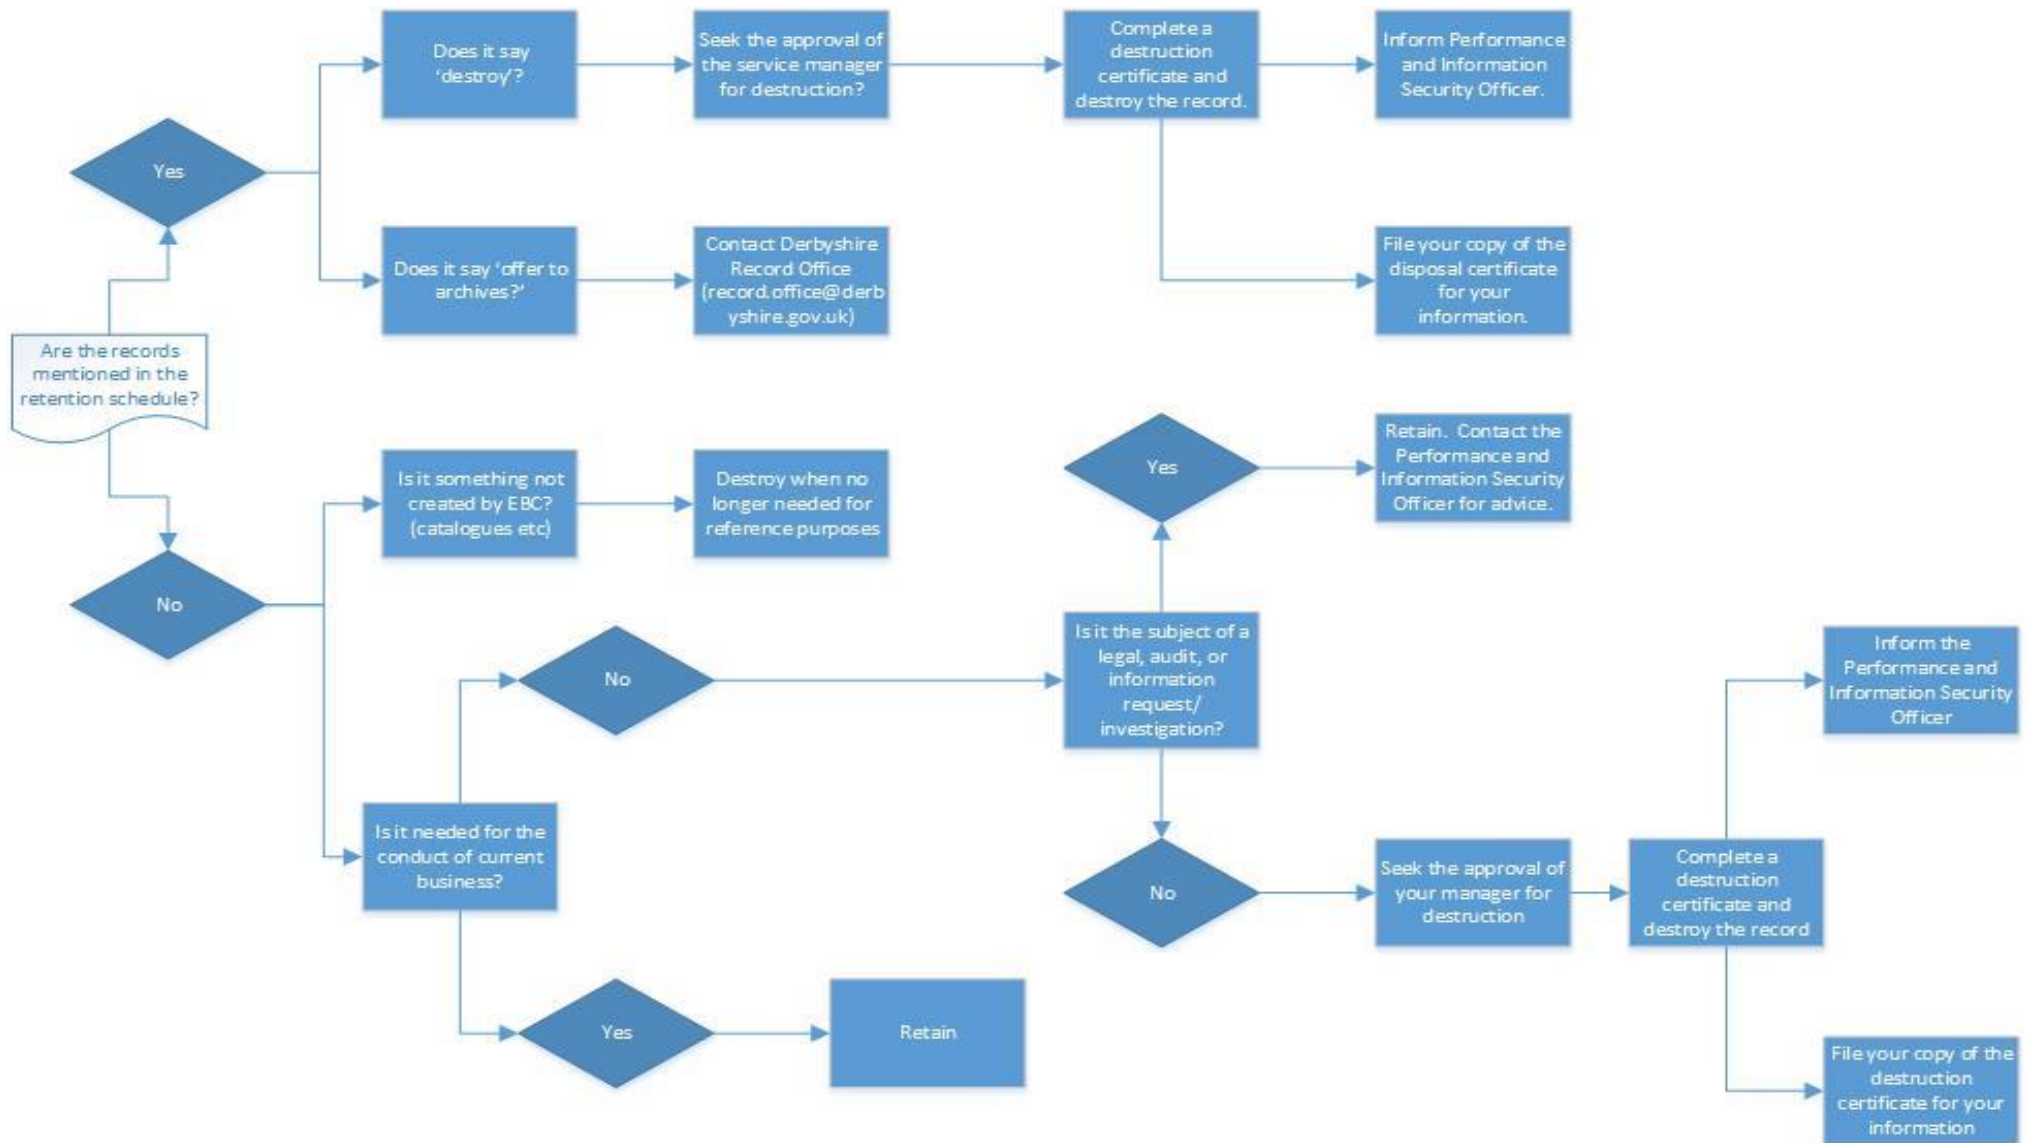 Does it say
‘destroy’?
Seek the approval of
the service manager
for destruction?
Complete a
destruction
certificate and
destroy the record.
Inform Performance
and Information
Security Officer.
Yes
Does it say ‘offer to
archives?’
Contact Derbyshire
Record Office
(record.office@derb
yshire.gov.uk)
File your copy of the
disposal certificate
for your
information.
Are the records
mentioned in the
retention schedule?
Yes
Retain. Contact the
Performance and
Information Security
Officer for advice.
Is it something not
created by EBC?
(catalogues etc)
Destroy when no
longer needed for
reference purposes
No
No
Is it the subject of a
legal, audit, or
information
request/
investigation?
Inform the
Performance and
Information Security
Officer
Is it needed for the
conduct of current
business?
No
Seek the approval of
your manager for
destruction
Complete a
destruction
certificate and
destroy the record
Yes
Retain
File your copy of the
destruction
certificate for your
information